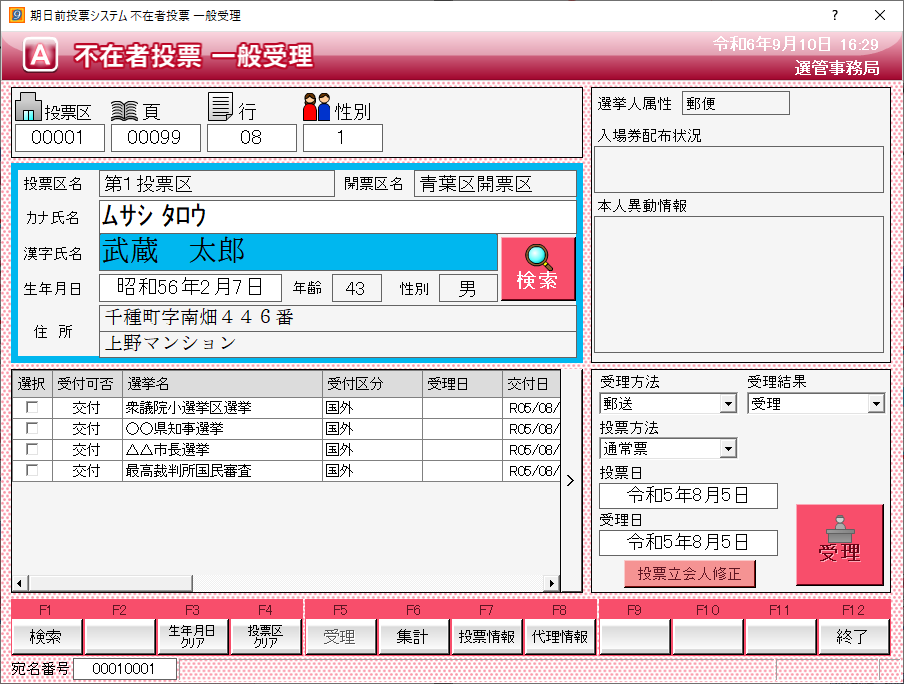 期日前投票システム 不在者投票 一般受理
? ×
A 不在者投票 一般受理
令和6年9月10日 16:29
選管事務局
投票区 頁 行 性別
00001 00099 08 1
選挙人属性 郵便
入場券配布状況
本人異動情報
投票区名 第1投票区 開票区名 青葉区開票区
カナ氏名 ムサシ タロウ
漢字氏名 武蔵 太郎
検索
生年月日 昭和56年2月7日 年齢 43 性別 男
住 所 千種町字南畑446番
上野マンション
選択 受付可否 選挙名 受付区分 受理日 交付日
交付 衆議院小選挙区選挙 国外 R05/08/
交付 〇〇県知事選挙 国外 R05/08/
交付 △△市長選挙 国外 R05/08/
交付 最高裁判所国民審査 国外 R05/08/
受理方法 受理結果
郵送 受理
投票方法
通常票
投票日
令和5年8月5日
受理日
令和5年8月5日
受理
投票立会人修正
F1 F2 F3 F4 F5 F6 F7 F8 F9 F10 F11 F12
検索 生年月日クリア 投票区クリア 受理 集計 投票情報 代理情報 終了
宛名番号 00010001